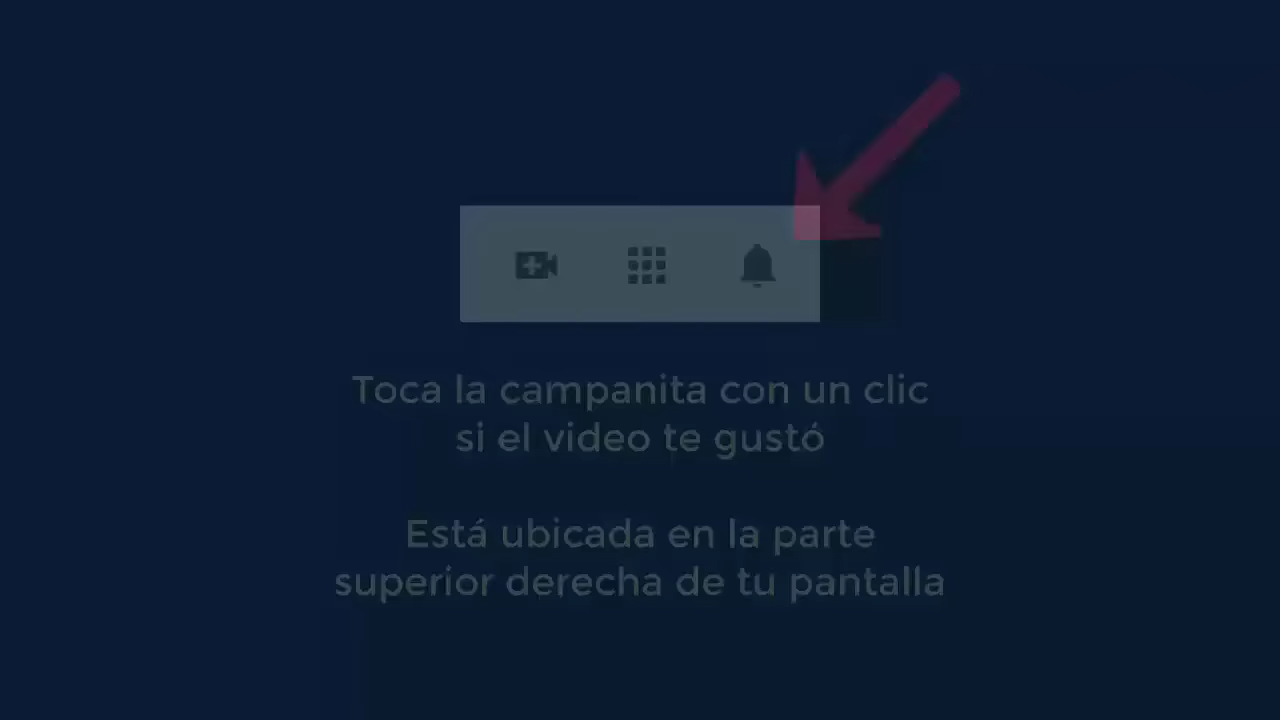 Toca la campanita con un clic
si el video te gustó
Está ubicada en la parte
superior derecha de tu pantalla